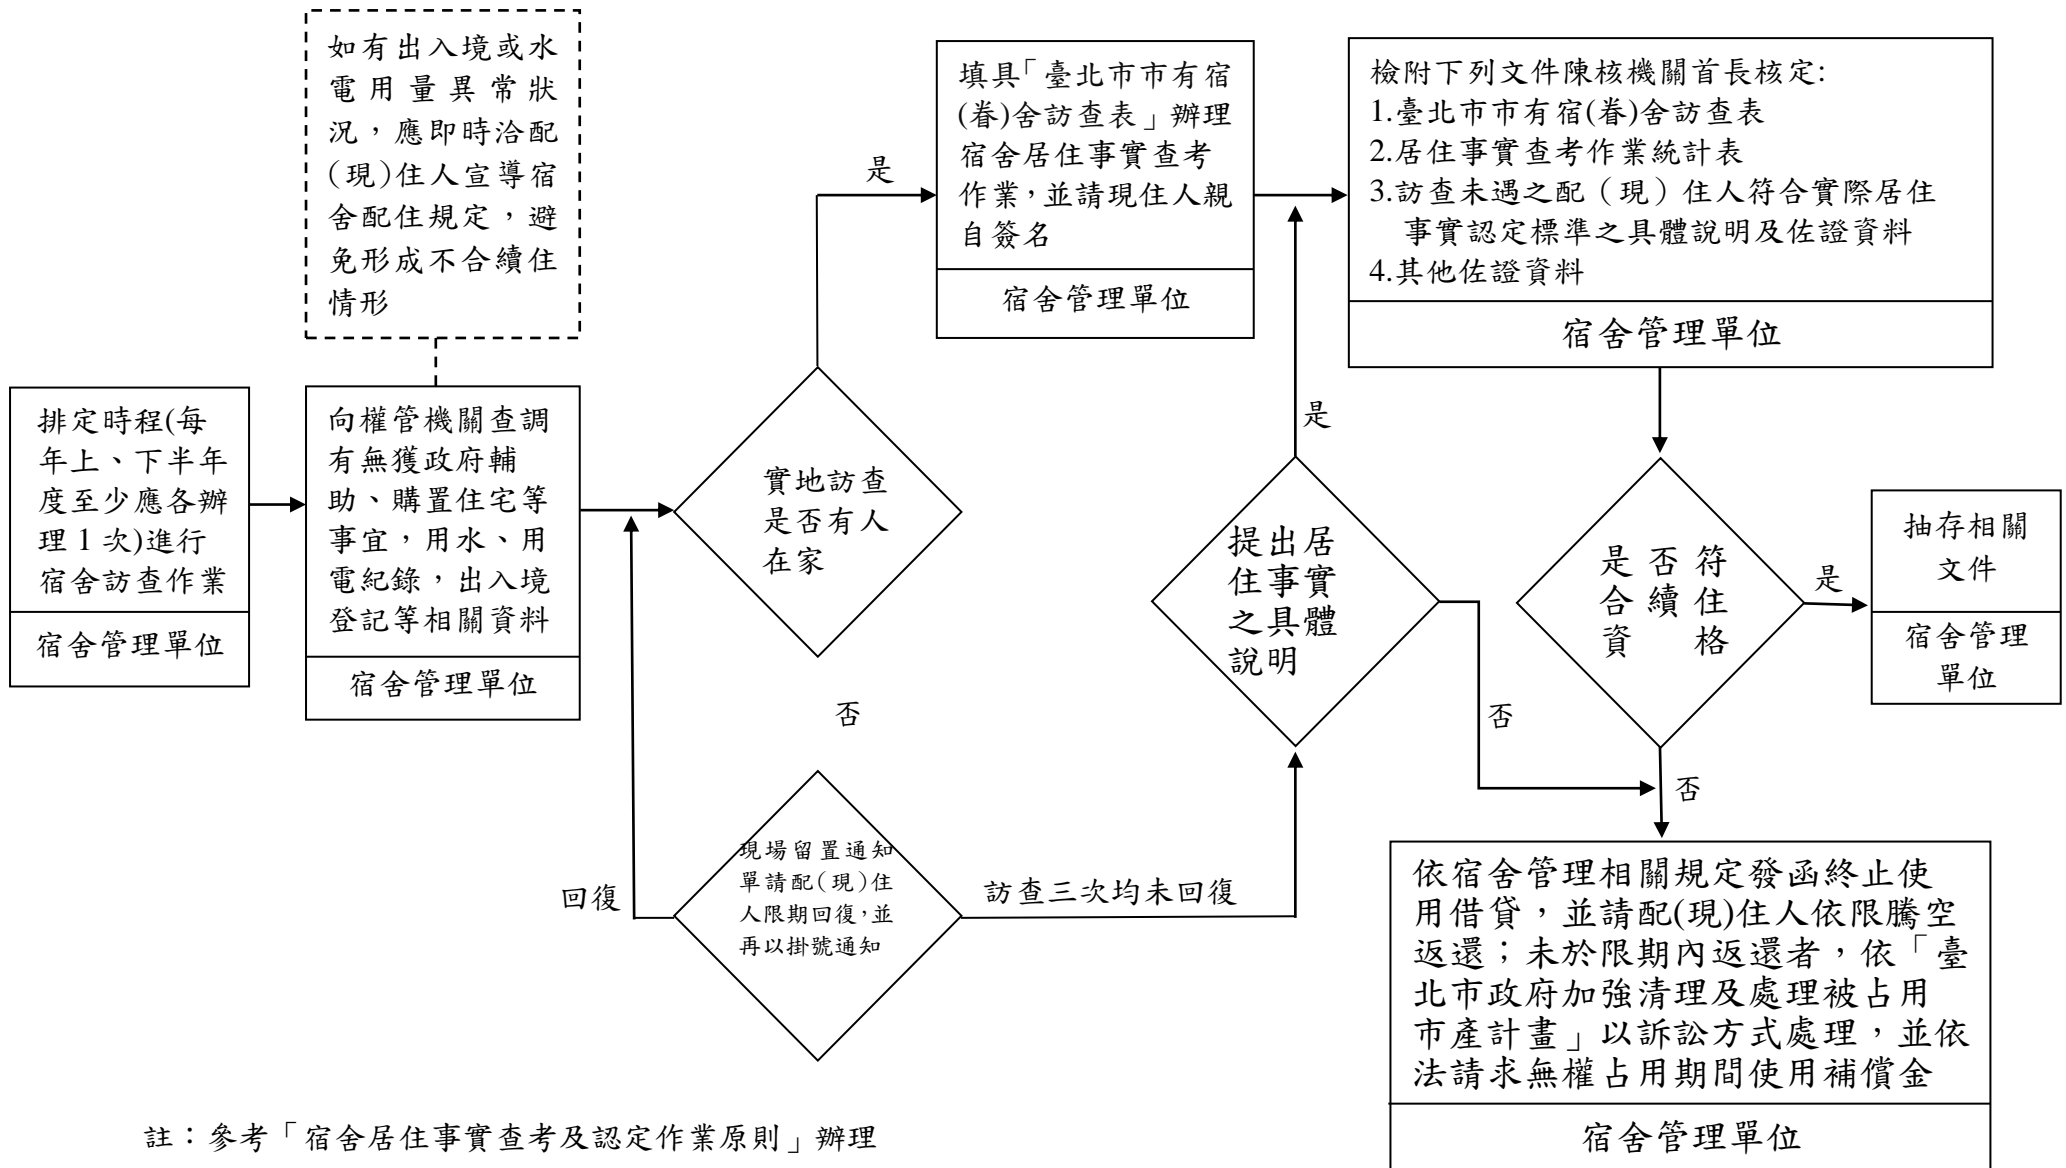 如有出入境或水
電用量異常狀
況，應即時洽配
(現)住人宣導宿
舍配住規定，避
免形成不合續住
情形
排定時程(每
年上、下半年
度至少應各辦
理1次)進行
宿舍訪查作業
宿舍管理單位
向權管機關查調
有無獲政府輔
助、購置住宅等
事宜，用水、用
電紀錄，出入境
登記等相關資料
宿舍管理單位
實地訪查
是否有人
在家
是
否
現場留置通知
單請配(現)住
人限期回復，並
再以掛號通知
回復
訪查三次均未回復
填具「臺北市市有宿
(眷)舍訪查表」辦理
宿舍居住事實查考
作業，並請現住人親
自簽名
宿舍管理單位
提出居
住事實
之具體
說明
是
否
檢附下列文件陳核機關首長核定:
1.臺北市市有宿(眷)舍訪查表
2.居住事實查考作業統計表
3.訪查未遇之配（現）住人符合實際居住
事實認定標準之具體說明及佐證資料
4.其他佐證資料
宿舍管理單位
是否符
合續住
資格
是
否
抽存相關
文件
宿舍管理
單位
依宿舍管理相關規定發函終止使
用借貸，並請配(現)住人依限騰空
返還；未於限期內返還者，依「臺
北市政府加強清理及處理被占用
市產計畫」以訴訟方式處理，並依
法請求無權占用期間使用補償金
宿舍管理單位
註：參考「宿舍居住事實查考及認定作業原則」辦理